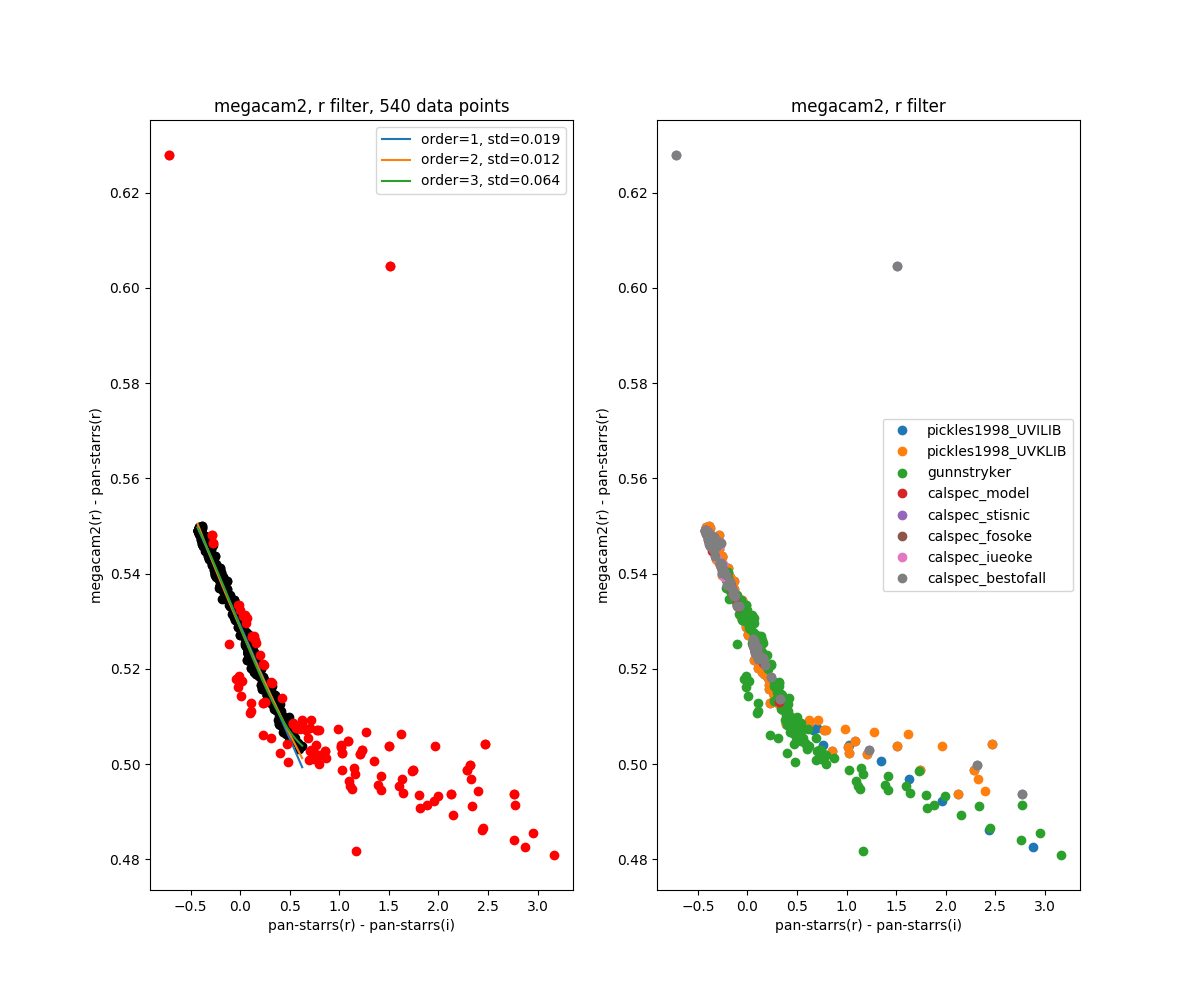 megacam2, r filter, 540 data points
order=1, std=0.019
order=2, std=0.012
order=3, std=0.064
0.62
0.60
0.58
0.56
0.54
0.52
0.50
0.48
megacam2(r) - pan-starrs(r)
−0.5 0.0 0.5 1.0 1.5 2.0 2.5 3.0
pan-starrs(r) - pan-starrs(i)
megacam2, r filter
pickles1998_UVILIB
pickles1998_UVKLIB
gunnstryker
calspec_model
calspec_stisnic
calspec_fosoke
calspec_iueoke
calspec_bestofall
0.62
0.60
0.58
0.56
0.54
0.52
0.50
0.48
megacam2(r) - pan-starrs(r)
−0.5 0.0 0.5 1.0 1.5 2.0 2.5 3.0
pan-starrs(r) - pan-starrs(i)